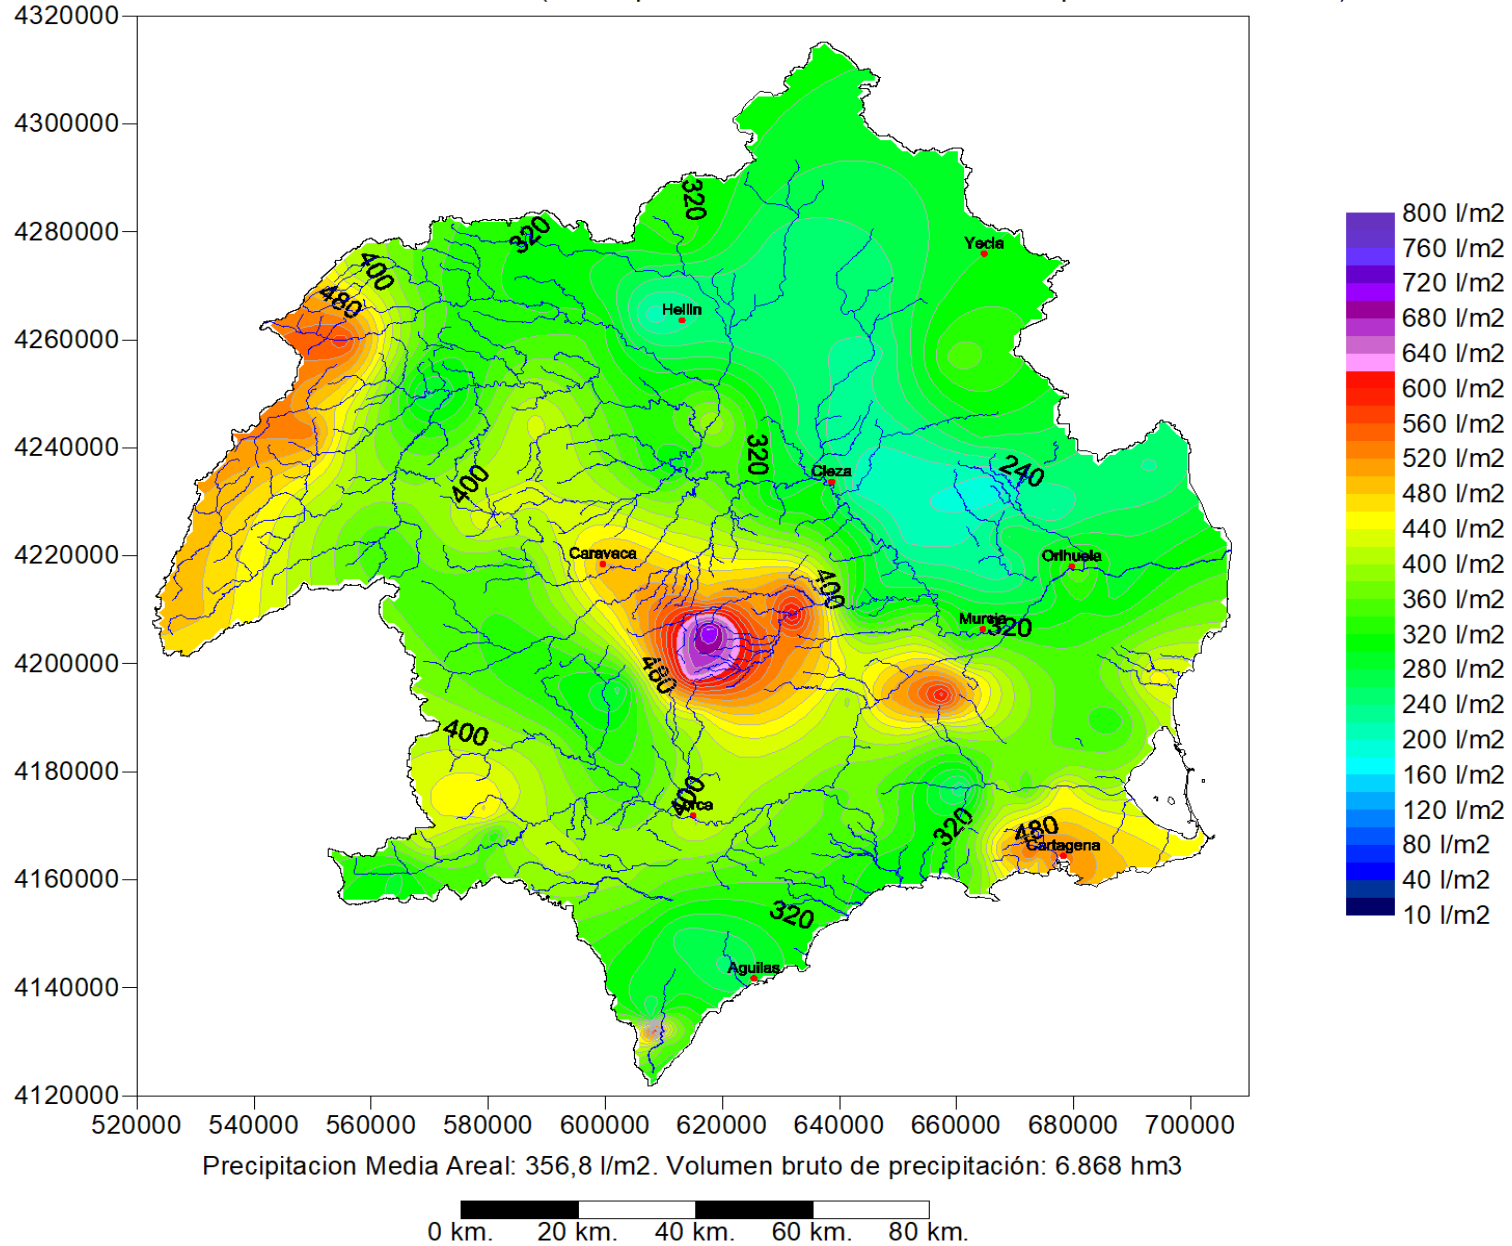 4320000
4300000
4280000
4260000
4240000
4220000
4200000
4180000
4160000
4140000
4120000
520000 540000 560000 580000 600000 620000 640000 660000 680000 700000
320
320
400
480
Yecla
Hellin
320
Cieza
240
400
Caravaca
Orihuela
400
Murcia
320
480
400
400
Lorca
320
480
Cartagena
320
Aguilas
800 l/m2
760 l/m2
720 l/m2
680 l/m2
640 l/m2
600 l/m2
560 l/m2
520 l/m2
480 l/m2
440 l/m2
400 l/m2
360 l/m2
320 l/m2
280 l/m2
240 l/m2
200 l/m2
160 l/m2
120 l/m2
80 l/m2
40 l/m2
10 l/m2
Precipitacion Media Areal: 356,8 l/m2. Volumen bruto de precipitación: 6.868 hm3
0 km. 20 km. 40 km. 60 km. 80 km.